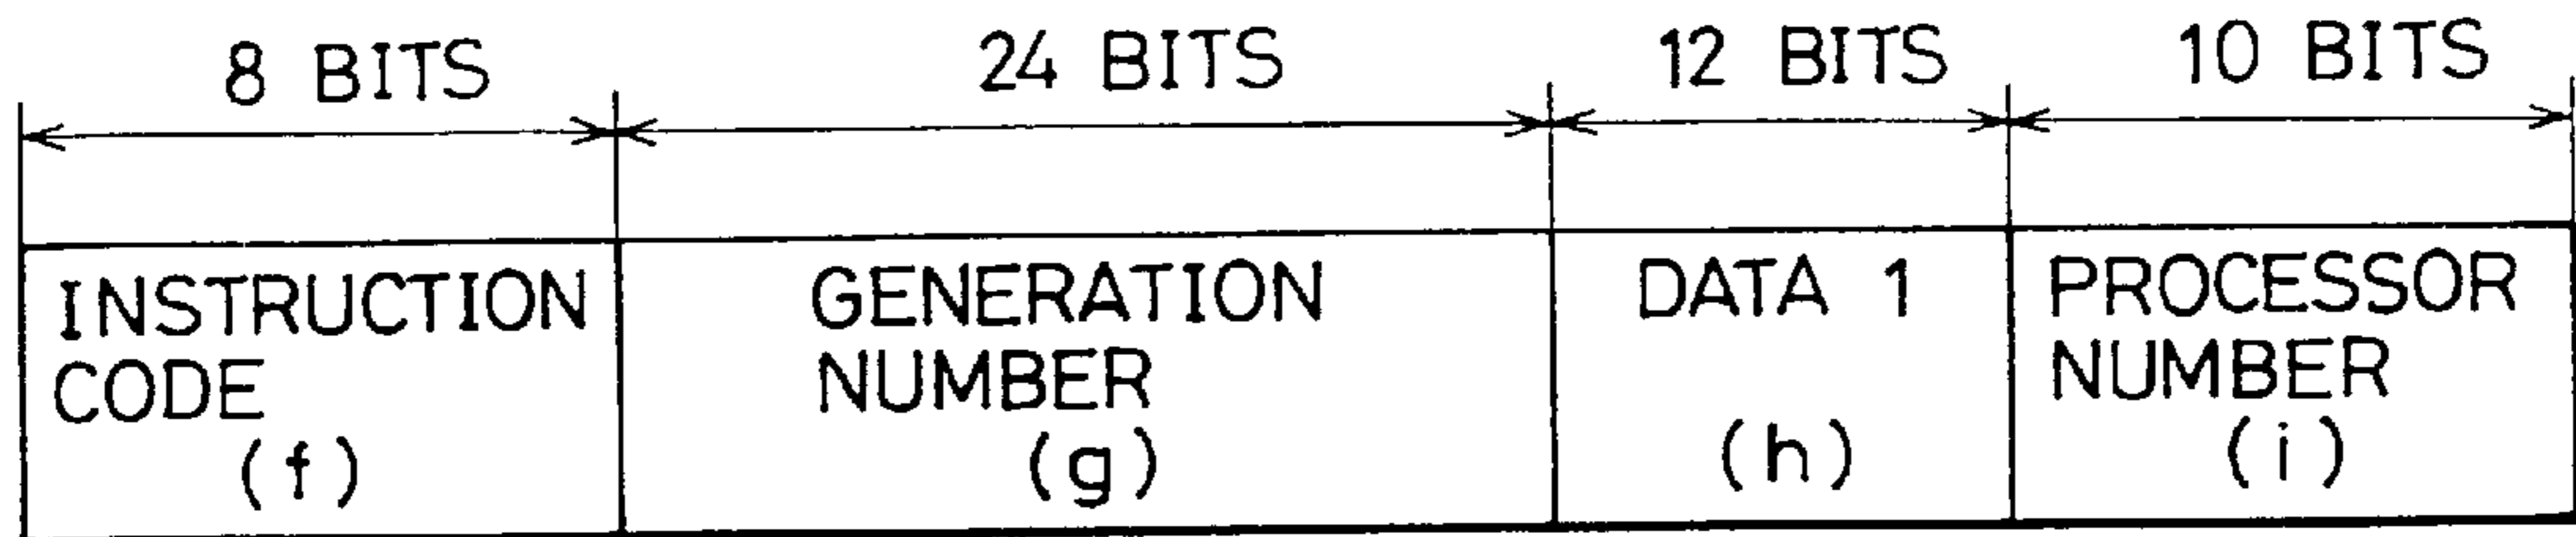 8 BITS 24 BITS 12 BITS 10 BITS
INSTRUCTION CODE (f)
GENERATION NUMBER (g)
DATA 1 (h)
PROCESSOR NUMBER (i)